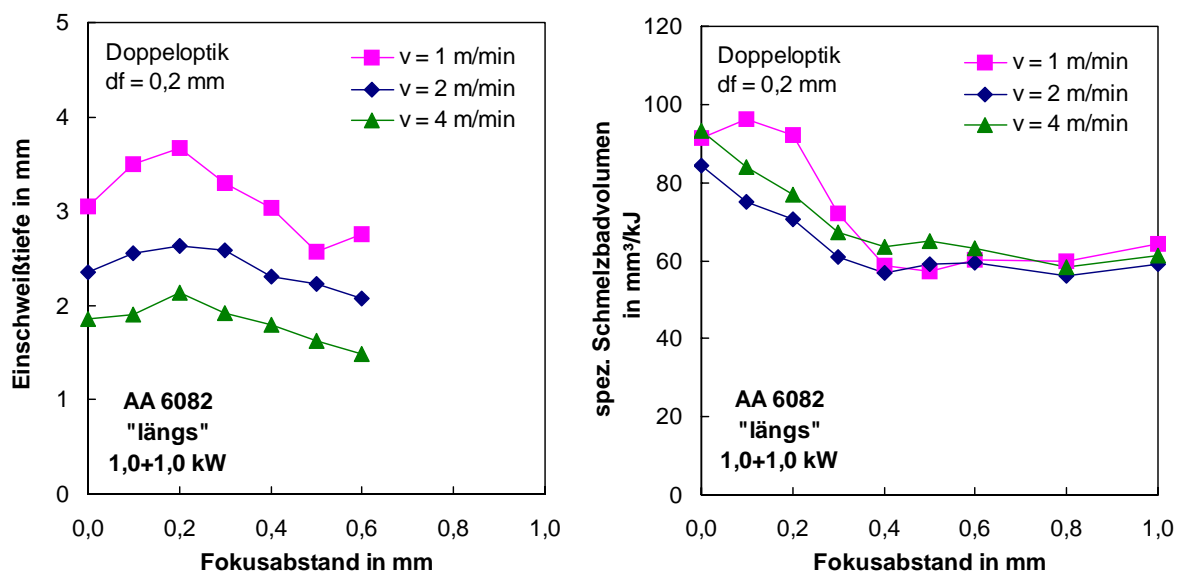 Doppeloptik
df = 0,2 mm
v = 1 m/min
v = 2 m/min
v = 4 m/min
Einschweißtiefe in mm
5
4
3
2
1
0
AA 6082
"längs"
1,0+1,0 kW
0,0 0,2 0,4 0,6 0,8 1,0
Fokusabstand in mm
Doppeloptik
df = 0,2 mm
v = 1 m/min
v = 2 m/min
v = 4 m/min
spez. Schmelzbadvolumen
in mm³/kJ
120
100
80
60
40
20
0
AA 6082
"längs"
1,0+1,0 kW
0,0 0,2 0,4 0,6 0,8 1,0
Fokusabstand in mm